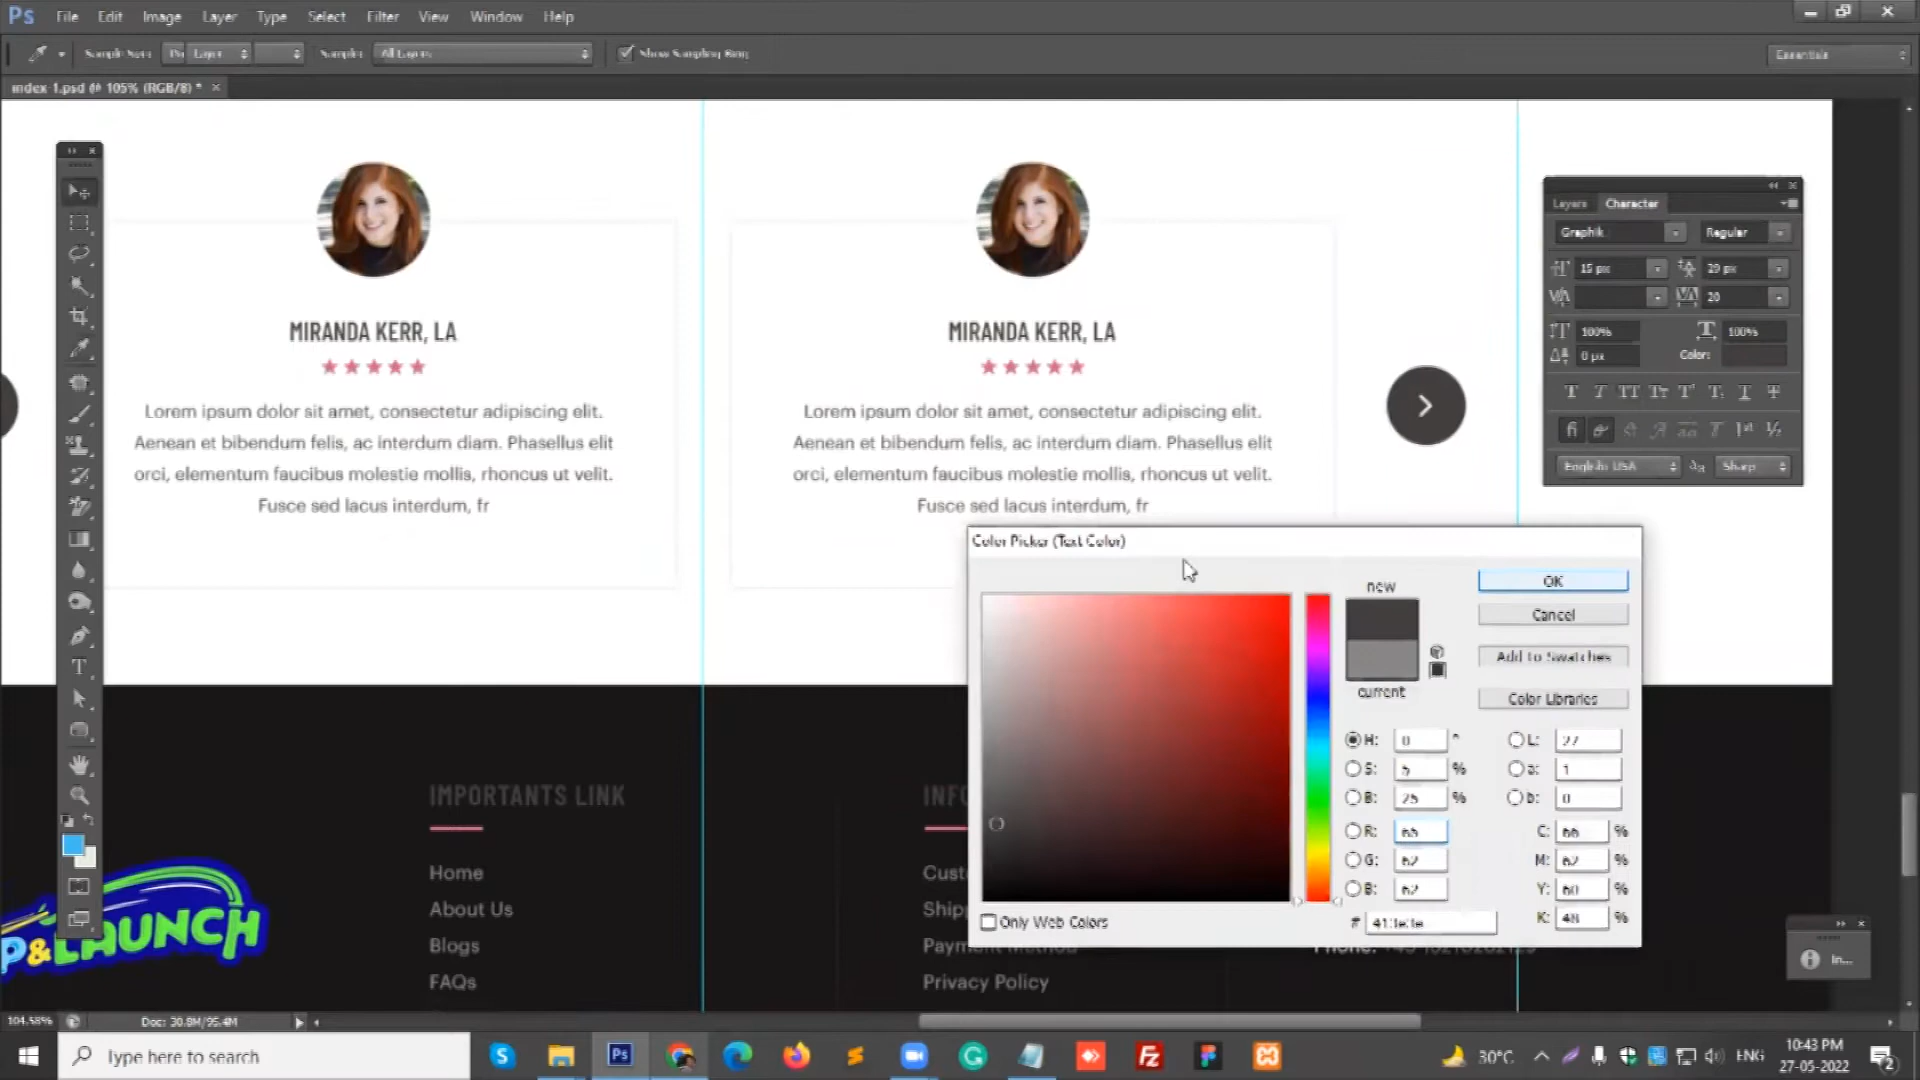 Ps File Edit Image Layer Type Select Filter View Window Help
Sample Size: Layer Sample: All Layers Show Sampling Ring Essentials
index 1.psd @ 105% (RGB/8) *
MIRANDA KERR, LA
Lorem ipsum dolor sit amet, consectetur adipiscing elit.
Aenean et bibendum felis, ac interdum diam. Phasellus elit
orci, elementum faucibus molestie mollis, rhoncus ut velit.
Fusce sed lacus interdum, fr
MIRANDA KERR, LA
Lorem ipsum dolor sit amet, consectetur adipiscing elit.
Aenean et bibendum felis, ac interdum diam. Phasellus elit
orci, elementum faucibus molestie mollis, rhoncus ut velit.
Fusce sed lacus interdum, fr
Layers Character
Graphik Regular
15 px 29 px
20
100% 100%
0 px Color:
English: USA Sharp
Color Picker (Text Color)
new
current
OK
Cancel
Add to Swatches
Color Libraries
H: 0 ° L: 27
S: 5 % a: 1
B: 25 % b: 0
R: 65 C: 66 %
G: 62 M: 62 %
B: 62 Y: 60 %
# 413e3e K: 48 %
Only Web Colors
P&LAUNCH
IMPORTANTS LINK
Home
About Us
Blogs
FAQs
INFO
Custo
Shipp
Payment Method
Privacy Policy
Phone:
In...
104.58% Doc: 30.8M/95.4M
Type here to search
30°C ENG
10:43 PM
27-05-2022
2